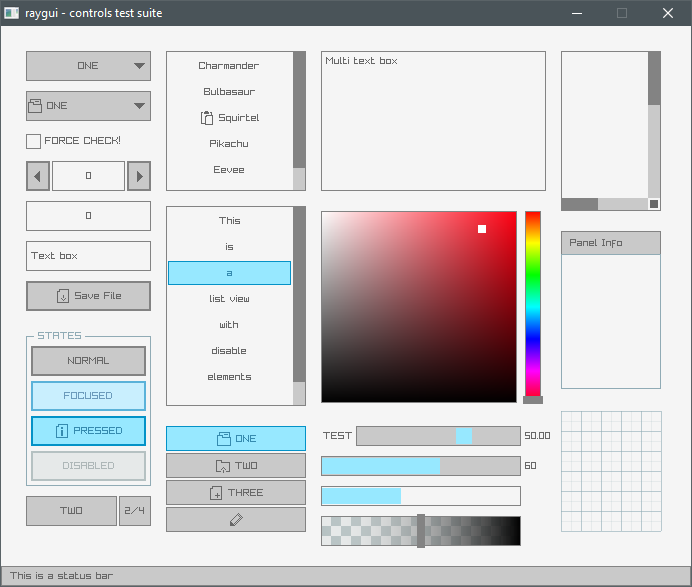 raygui - controls test suite
ONE
ONE
FORCE CHECK!
0
0
Text box
Save File
STATES
NORMAL
FOCUSED
PRESSED
DISABLED
TWO
2/4
Charmander
Bulbasaur
Squirtel
Pikachu
Eevee
This
is
a
list view
with
disable
elements
ONE
TWO
THREE
Multi text box
TEST
50.00
60
Panel Info
This is a status bar